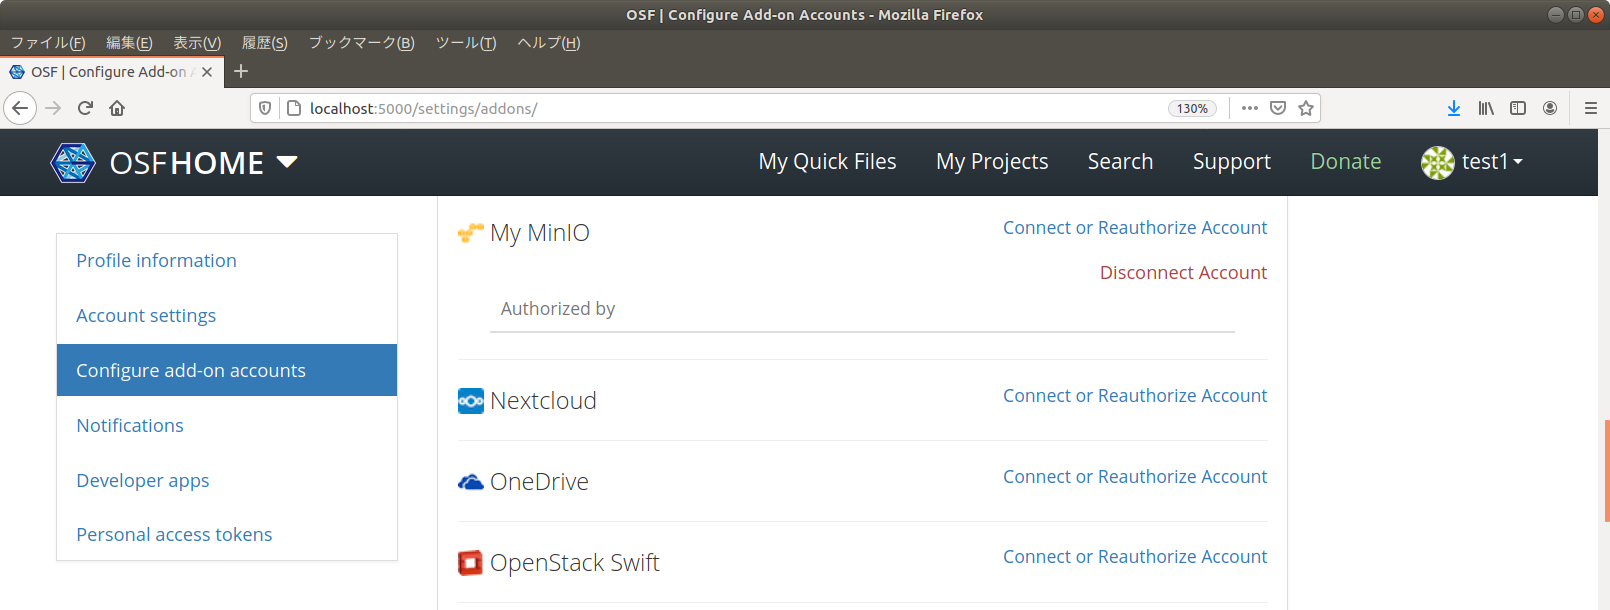 OSF | Configure Add-on Accounts - Mozilla Firefox
ファイル(F) 編集(E) 表示(V) 履歴(S) ブックマーク(B) ツール(T) ヘルプ(H)
OSF | Configure Add-on
localhost:5000/settings/addons/ 130%
OSFHOME My Quick Files My Projects Search Support Donate test1
Profile information
Account settings
Configure add-on accounts
Notifications
Developer apps
Personal access tokens
My MinIO Connect or Reauthorize Account
Disconnect Account
Authorized by
Nextcloud Connect or Reauthorize Account
OneDrive Connect or Reauthorize Account
OpenStack Swift Connect or Reauthorize Account